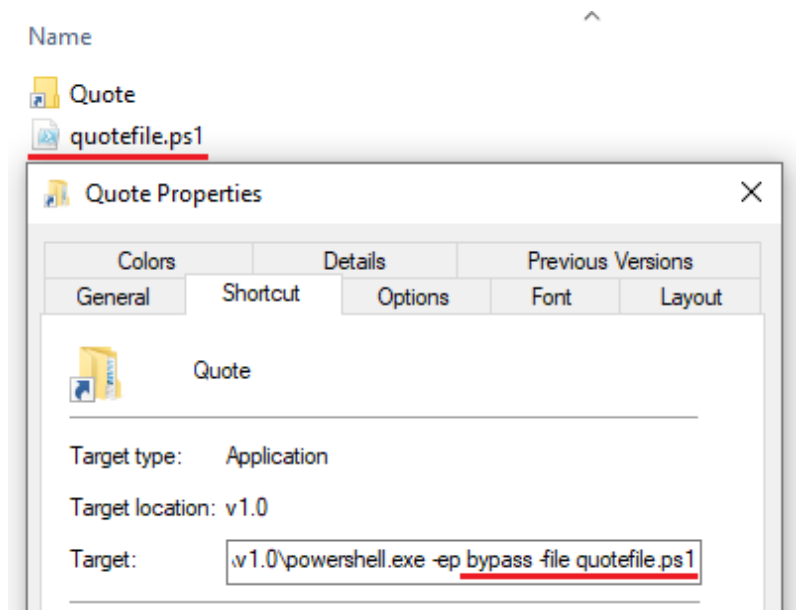 Name
Quote
quotefile.ps1
Quote Properties
Colors Details Previous Versions
General Shortcut Options Font Layout
Quote
Target type: Application
Target location: v1.0
Target: .v1.0\powershell.exe -ep bypass -file quotefile.ps1